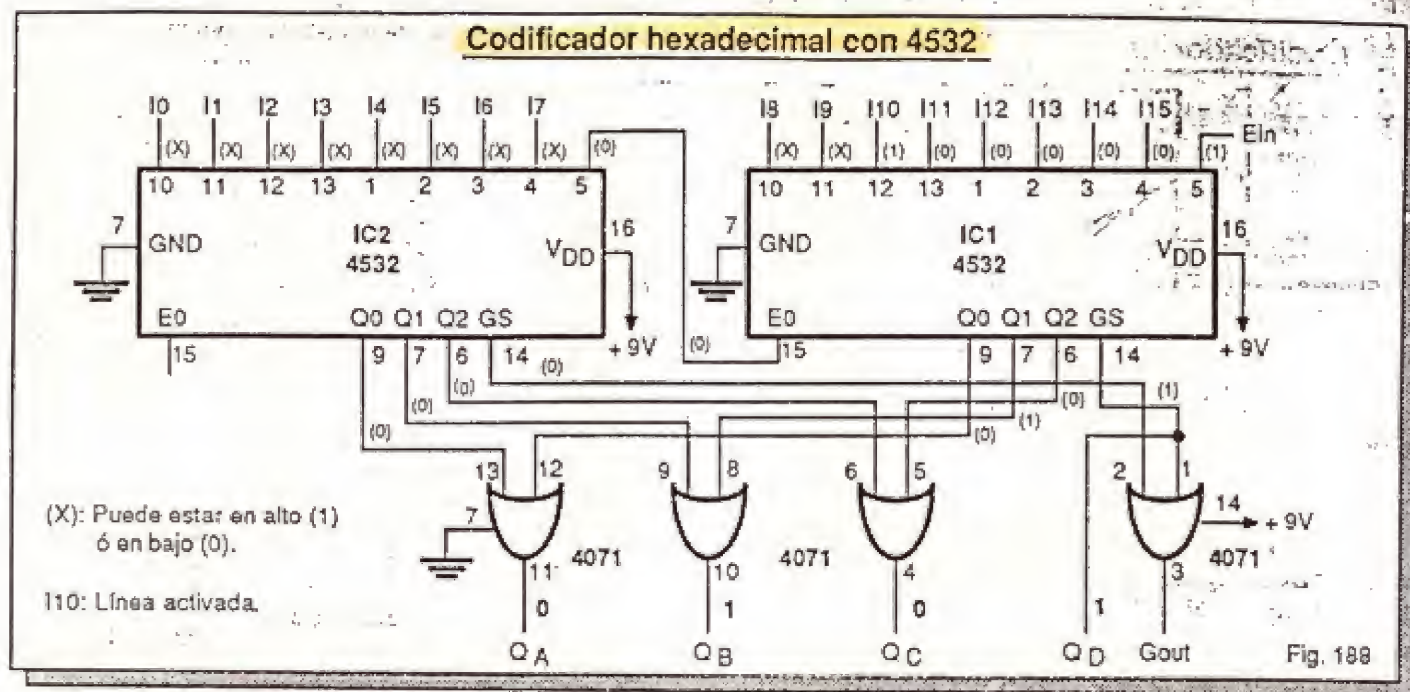 Codificador hexadecimal con 4532
I0 I1 I2 I3 I4 I5 I6 I7 I8 I9 I10 I11 I12 I13 I14 I15 EIn
(X) (X) (X) (X) (X) (X) (X) (X) (0) (X) (X) (1) (0) (0) (0) (0) (0) (1)
10 11 12 13 1 2 3 4 5 10 11 12 13 1 2 3 4 5
7 GND IC2 VDD 16 7 GND IC1 VDD 16
4532 4532
E0 Q0 Q1 Q2 GS E0 Q0 Q1 Q2 GS
15 9 7 6 14 (0) +9V (0) 15 9 7 6 14 +9V
(0) (0) (0) (0) (1) (0) (1)
13 12 9 8 6 5 2 1
(X): Puede estar en alto (1)
ó en bajo (0).
7 4071 4071 14 +9V 4071
11 10 4 3
I10: Línea activada.
0 1 0 1
QA QB QC QD Gout Fig. 188